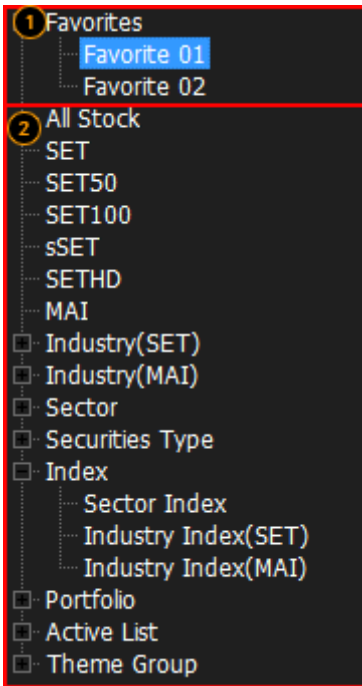 1 Favorites
Favorite 01
Favorite 02
2 All Stock
SET
SET50
SET100
sSET
SETHD
MAI
Industry(SET)
Industry(MAI)
Sector
Securities Type
Index
Sector Index
Industry Index(SET)
Industry Index(MAI)
Portfolio
Active List
Theme Group